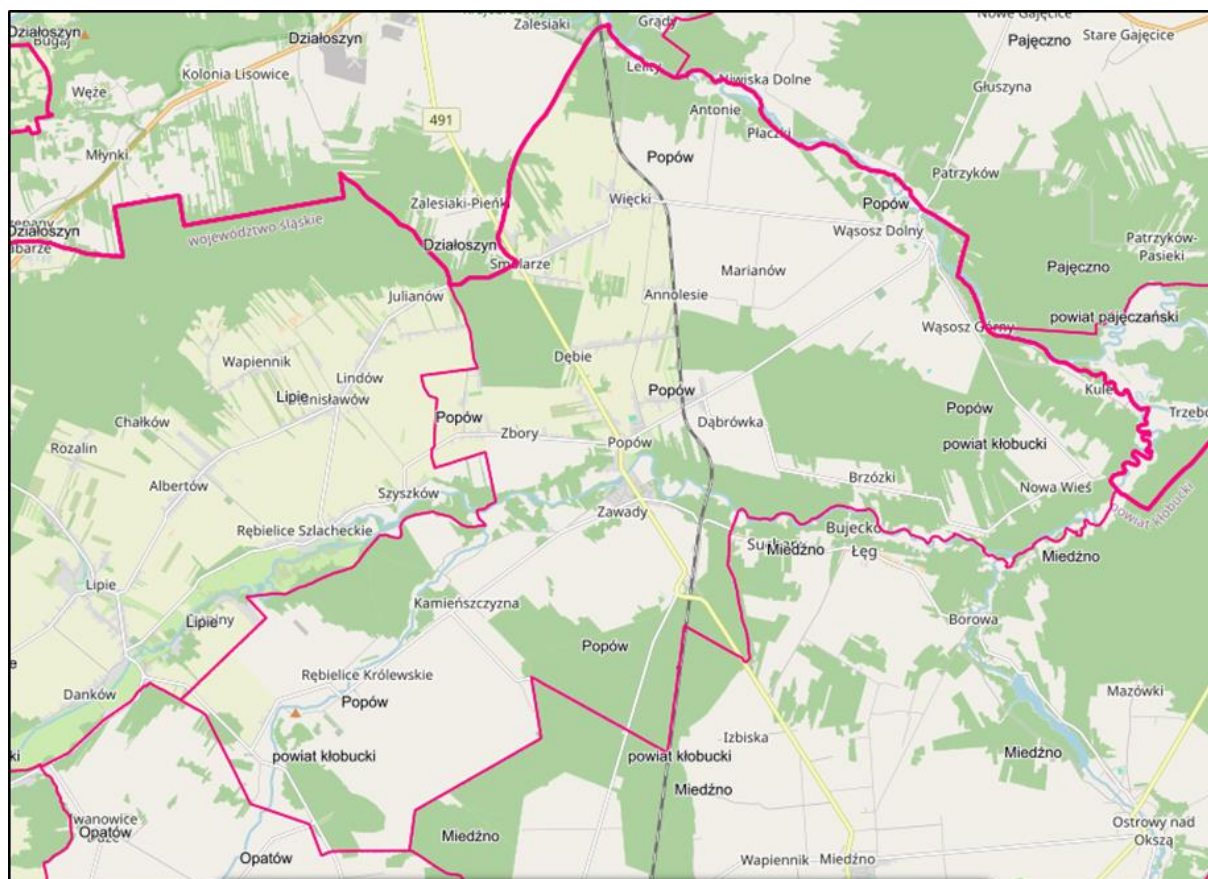 Zalesiaki
Grądy
Nowe Gajęcice
Działoszyn
Bugaj
Działoszyn
Pajęczno
Stare Gajęcice
Kolonia Lisowice
Lelity
Niwiska Dolne
Węże
Antonie
Głuszyna
491
Płaczki
Młynki
Popów
Patrzyków
Zalesiaki-Pieńki
Więcki
Popów
województwo śląskie
Działoszyn
Wąsosz Dolny
Patrzyków-
Pasieki
Działoszyn
Smolarze
Marianów
Pajęczno
Julianów
Annolesie
powiat pajęczański
Wąsosz Górny
Wapiennik
Dębie
Lindów
Lipie
Stanisławów
Popów
Kule
Chałków
Popów
Popów
Dąbrówka
Rozalin
Zbory
Popów
powiat kłobucki
Albertów
Szyszków
Brzózki
Nowa Wieś
Zawady
powiat kłobucki
Rębielice Szlacheckie
Bujecko
Miedźno
Łęg
Miedźno
Lipie
Kamieńszczyzna
Lipie
Borowa
Popów
Rębielice Królewskie
Danków
Popów
Mazówki
Izbiska
powiat kłobucki
powiat kłobucki
Miedźno
Miedźno
Iwanowice
Opatów
Miedźno
Ostrowy nad
Okszą
Opatów
Wapiennik
Miedźno